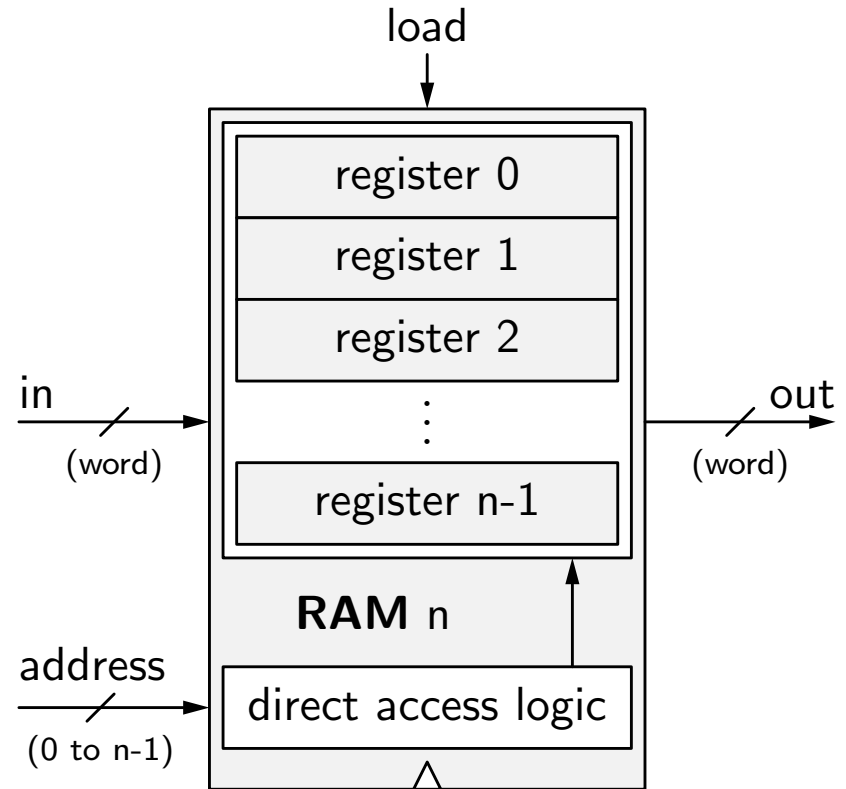 load
register 0
register 1
register 2
in
out
(word)
(word)
register n-1
RAM n
address
direct access logic
(0 to n-1)